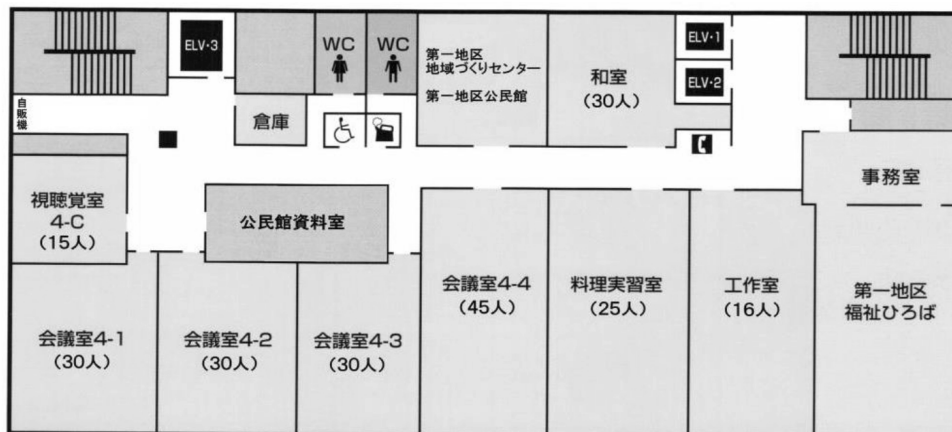 ELV・3
WC
WC
第一地区
地域づくりセンター
第一地区公民館
和室
(30人)
ELV・1
ELV・2
自販機
倉庫
事務室
視聴覚室
4-C
(15人)
公民館資料室
会議室4-1
(30人)
会議室4-2
(30人)
会議室4-3
(30人)
会議室4-4
(45人)
料理実習室
(25人)
工作室
(16人)
第一地区
福祉ひろば